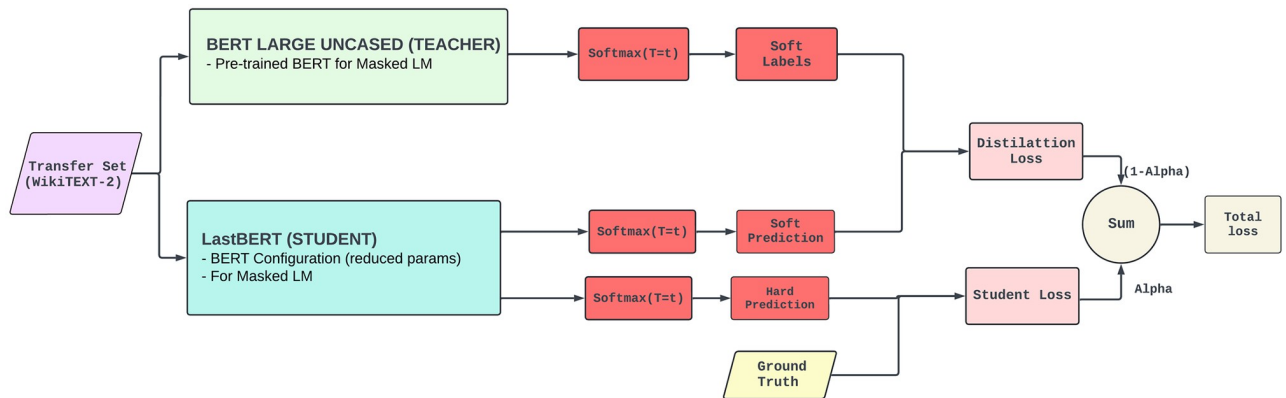 BERT LARGE UNCASED (TEACHER)
- Pre-trained BERT for Masked LM
Softmax(T=t)
Soft
Labels
Transfer Set
(WikiTEXT-2)
Distilattion
Loss
(1-Alpha)
LastBERT (STUDENT)
- BERT Configuration (reduced params)
- For Masked LM
Softmax(T=t)
Soft
Prediction
Sum
Total
loss
Softmax(T=t)
Hard
Prediction
Student Loss
Alpha
Ground
Truth